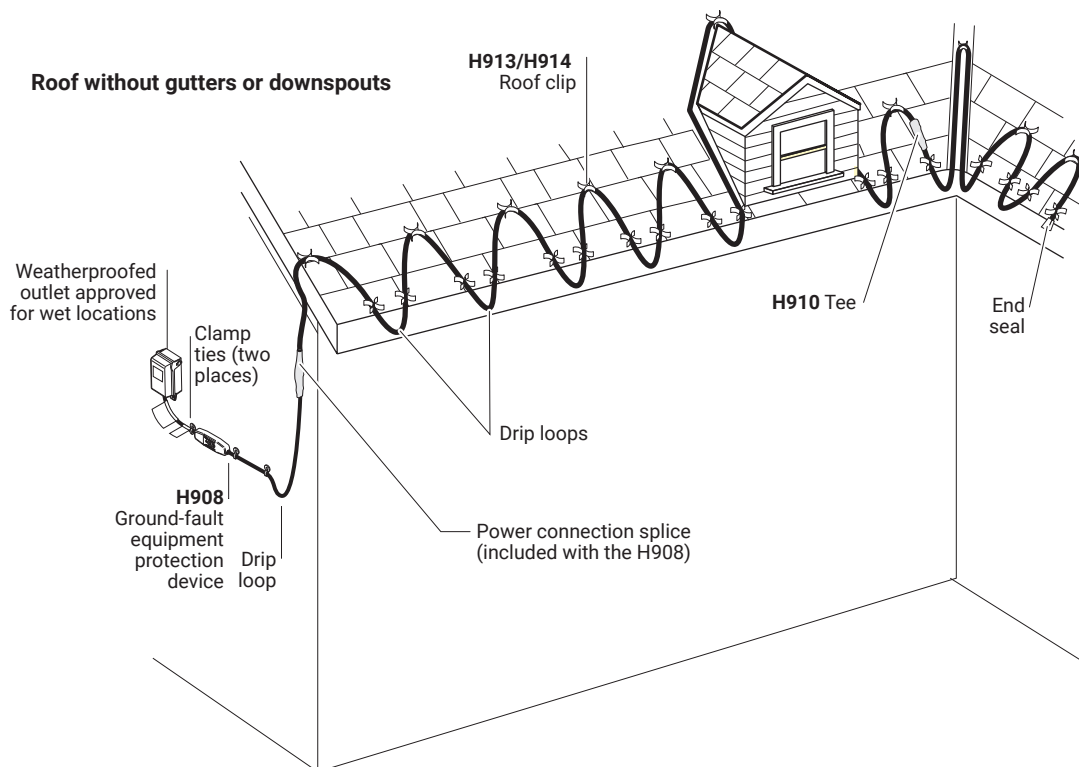 Roof without gutters or downspouts
H913/H914
Roof clip
Weatherproofed
outlet approved
for wet locations
Clamp
ties (two
places)
H910 Tee
End
seal
Drip loops
H908
Ground-fault
equipment
protection
device
Drip
loop
Power connection splice
(included with the H908)